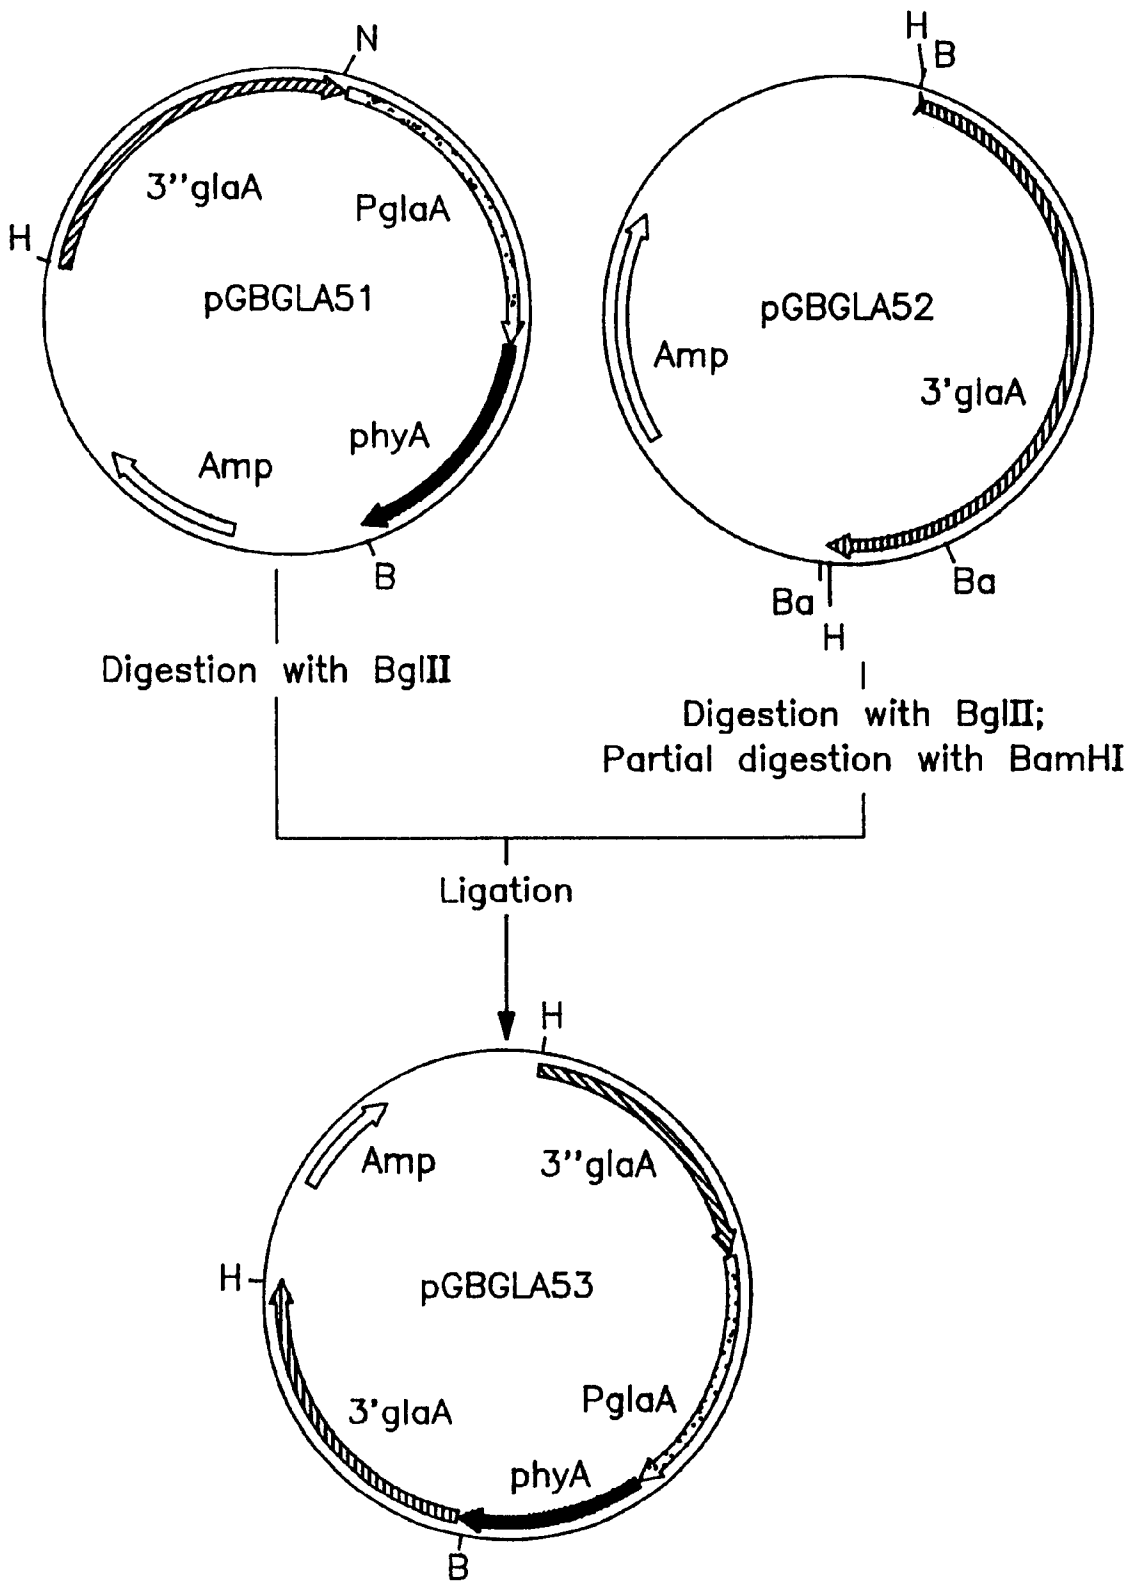 N
3''glaA
PglaA
H
pGBGLA51
phyA
Amp
B
H
B
pGBGLA52
Amp
3'glaA
Ba
Ba
H
Digestion with BglII
Digestion with BglII;
Partial digestion with BamHI
Ligation
H
Amp
3''glaA
H
pGBGLA53
PglaA
3'glaA
phyA
B